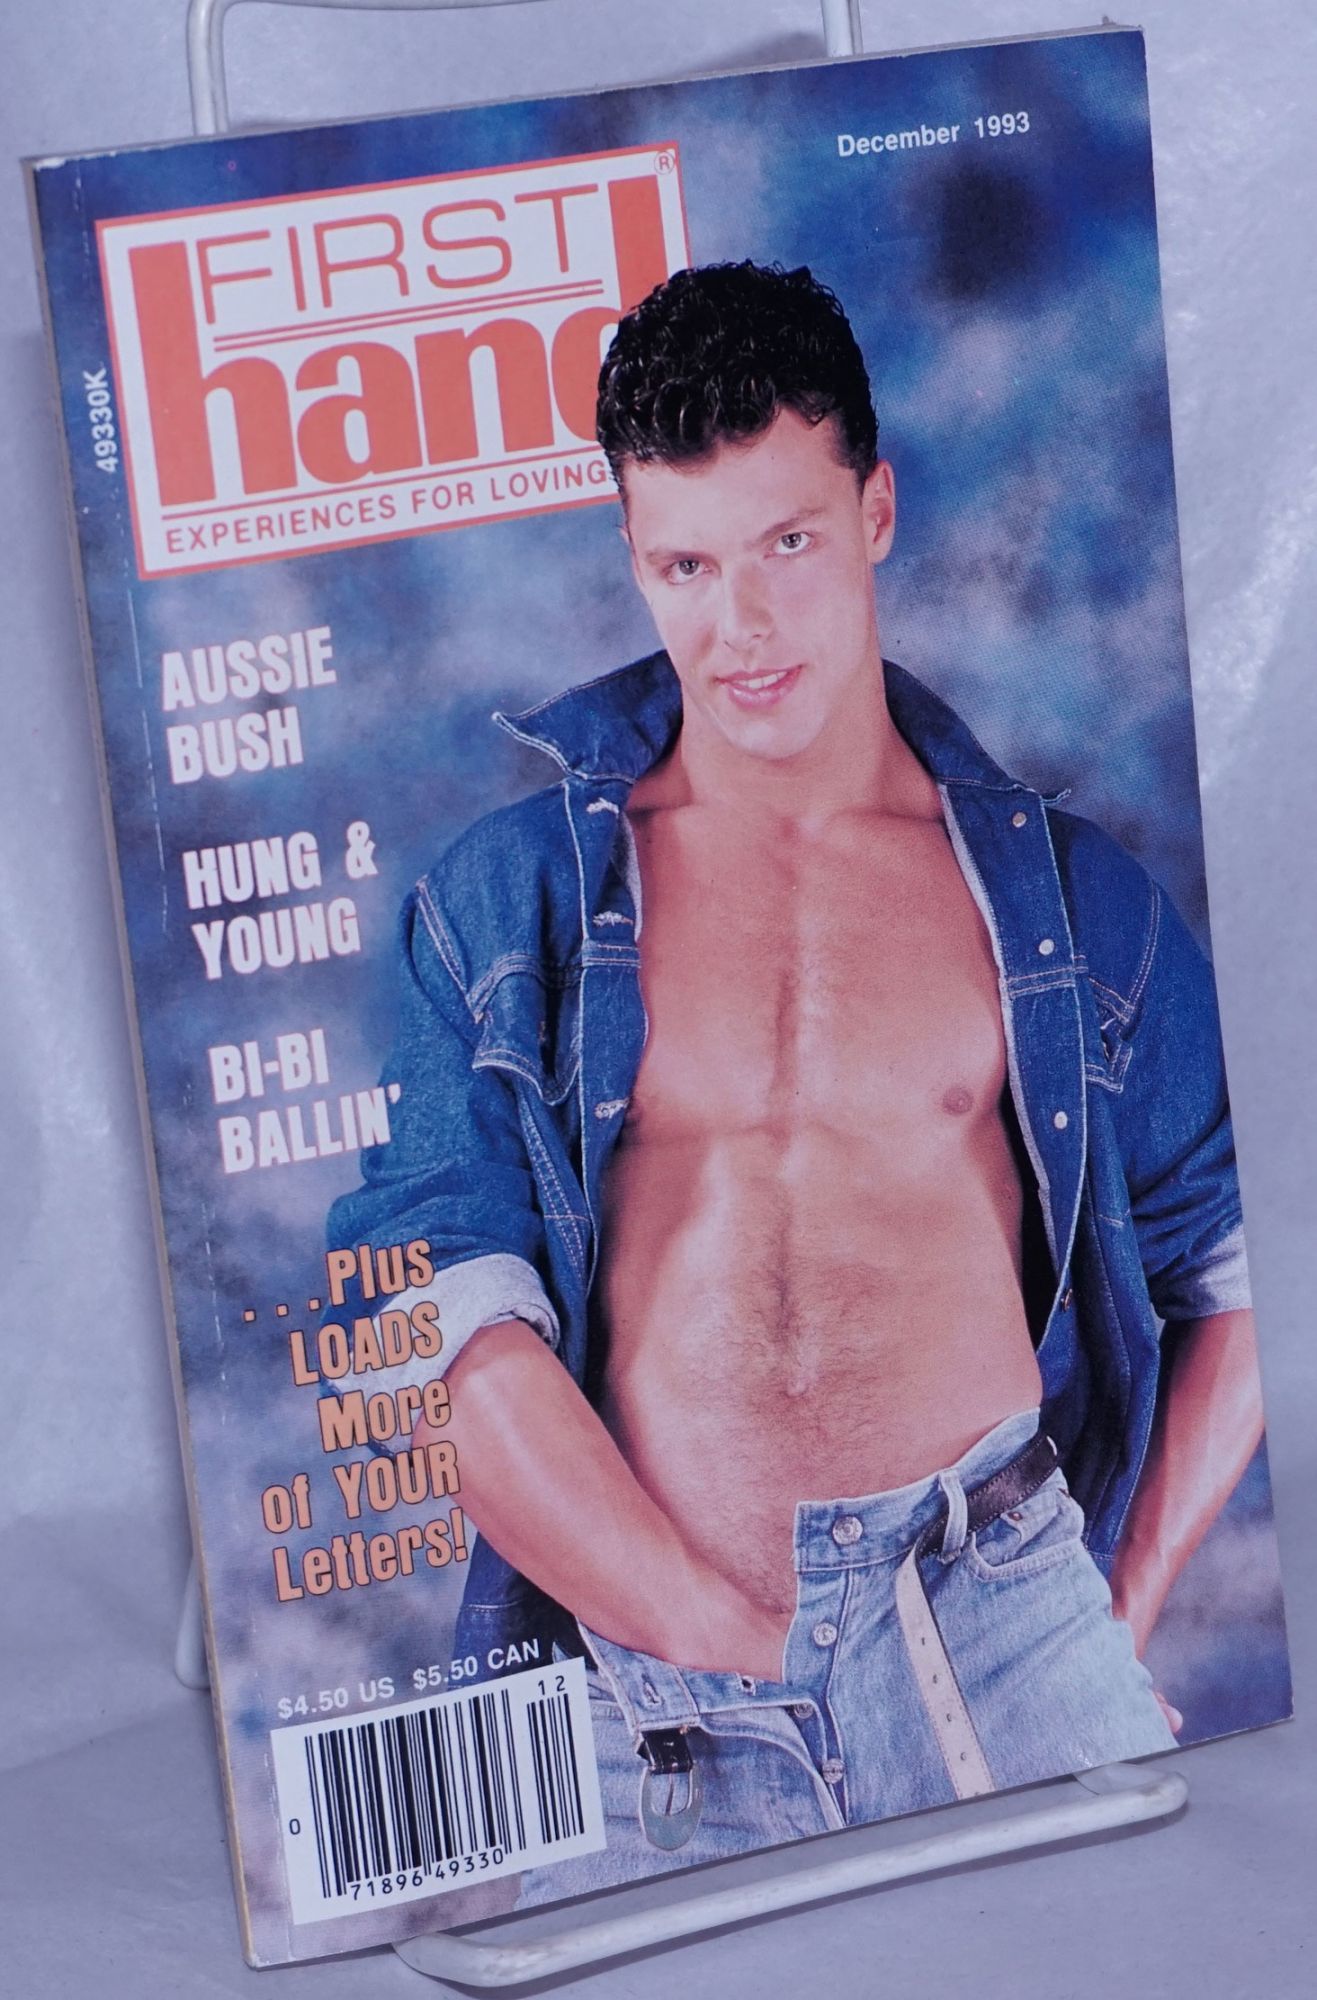 December 1993
FIRST ®
hand
EXPERIENCES FOR LOVING
49330K
AUSSIE
BUSH
HUNG &
YOUNG
BI-BI
BALLIN'
...Plus
LOADS
More
of YOUR
Letters!
$4.50 US $5.50 CAN
12
0 71896 49330